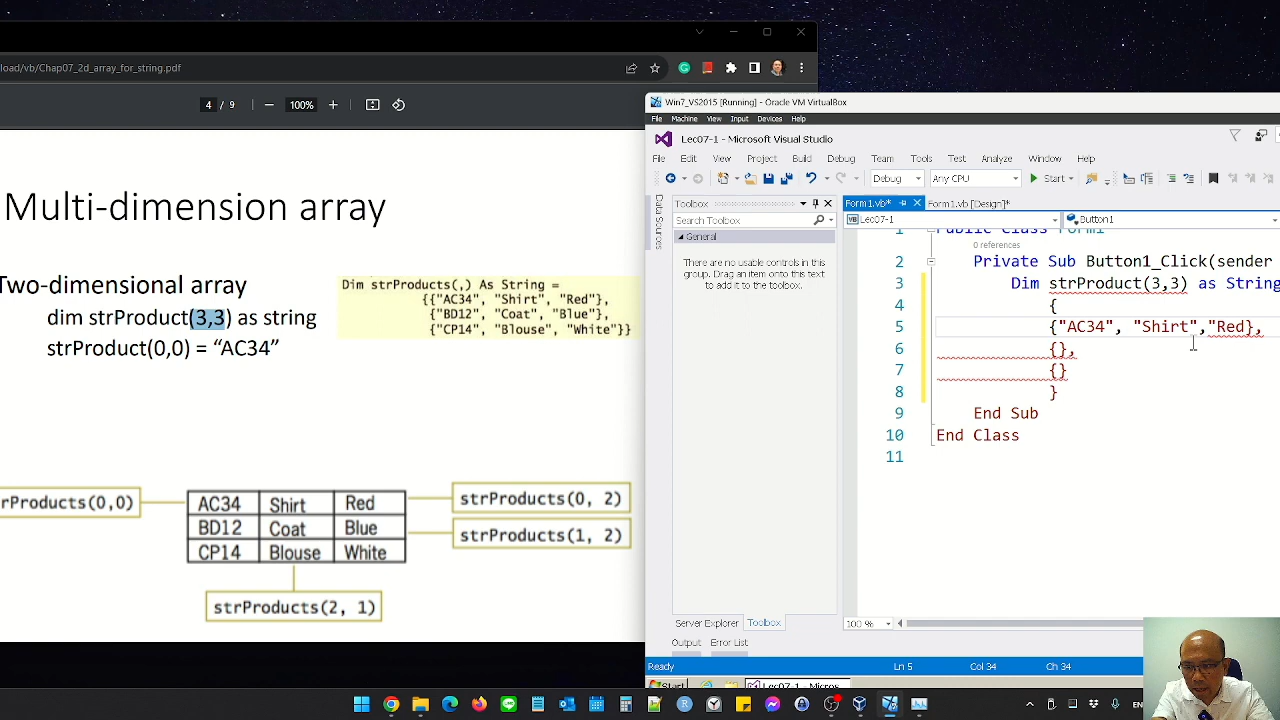 oad/vb/Chap07_2d_array_for_string.pdf
4 / 9
100%
Multi-dimension array
Two-dimensional array
dim strProduct(3,3) as string
strProduct(0,0) = “AC34”
Dim strProducts(,) As String =
{{"AC34", "Shirt", "Red"},
{"BD12", "Coat", "Blue"},
{"CP14", "Blouse", "White"}}
rProducts(0,0)
AC34 Shirt Red
BD12 Coat Blue
CP14 Blouse White
strProducts(0, 2)
strProducts(1, 2)
strProducts(2, 1)
Win7_VS2015 [Running] - Oracle VM VirtualBox
File Machine View Input Devices Help
Lec07-1 - Microsoft Visual Studio
File Edit View Project Build Debug Team Tools Test Analyze Window Help
Debug Any CPU Start
Data Sources
Toolbox
Search Toolbox
General
There are no usable controls in this
group. Drag an item onto this text
to add it to the toolbox.
Form1.vb* Form1.vb [Design]*
Lec07-1 Button1
1 Public Class Form1
0 references
2 Private Sub Button1_Click(sender
3 Dim strProduct(3,3) as String
4 {
5 {"AC34", "Shirt","Red},
6 {},
7 {}
8 }
9 End Sub
10 End Class
11
100 %
Server Explorer Toolbox
Output Error List
Ready Ln 5 Col 34 Ch 34
Start
Lec07-1 - Micros